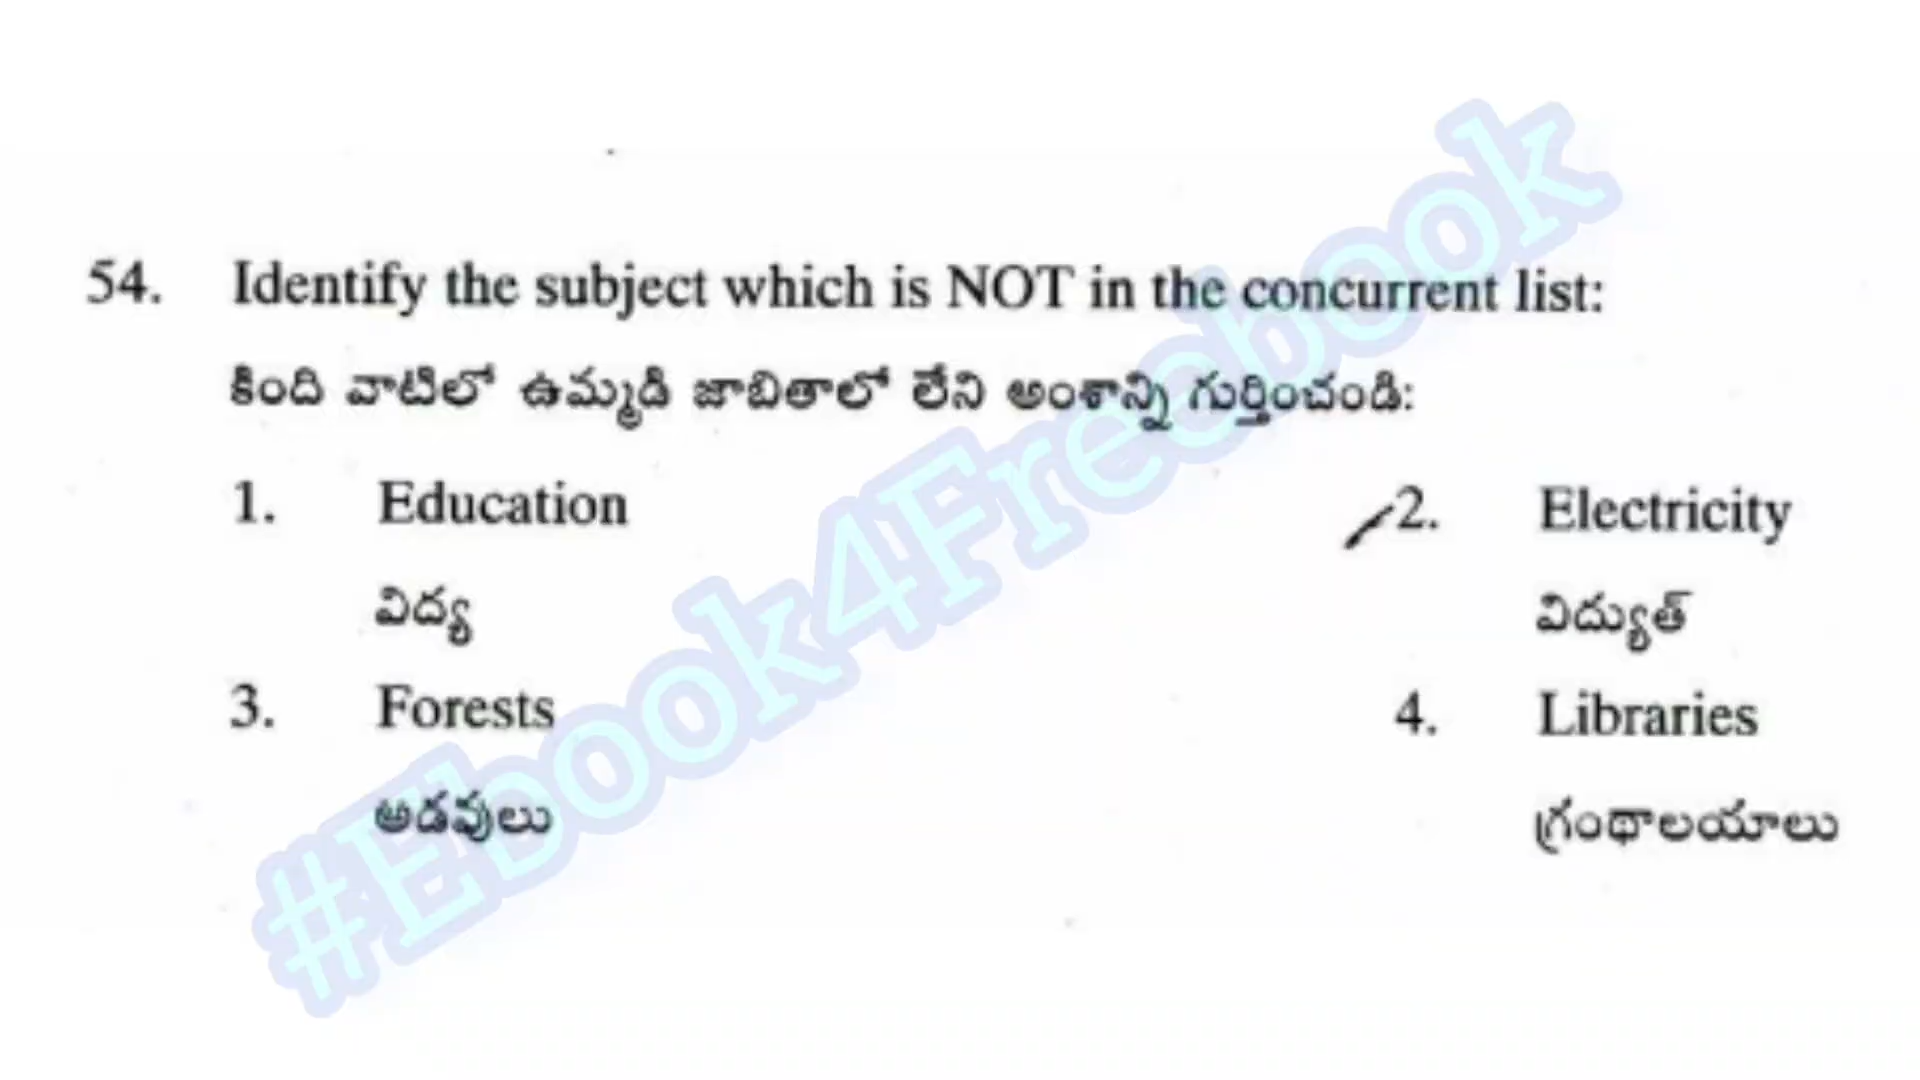 54. Identify the subject which is NOT in the concurrent list:
కింది వాటిలో ఉమ్మడి జాబితాలో లేని అంశాన్ని గుర్తించండి:
1. Education
2. Electricity
విద్య
విద్యుత్
3. Forests
4. Libraries
అడవులు
గ్రంథాలయాలు
#Ebook4Freebook